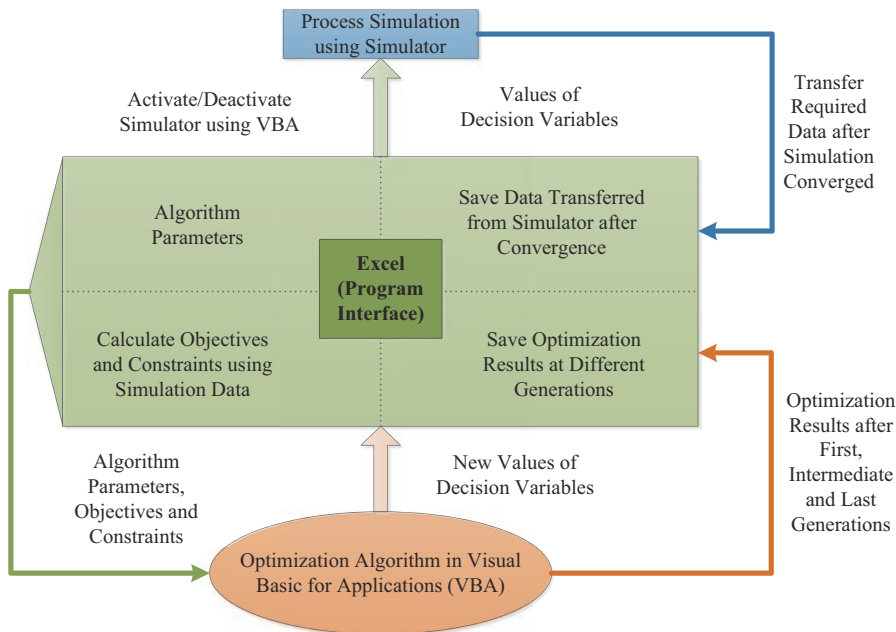 Process Simulation
using Simulator
Activate/Deactivate
Simulator using VBA
Values of
Decision Variables
Transfer
Required
Data after
Simulation
Converged
Algorithm
Parameters
Save Data Transferred
from Simulator after
Convergence
Excel
(Program
Interface)
Calculate Objectives
and Constraints using
Simulation Data
Save Optimization
Results at Different
Generations
Algorithm
Parameters,
Objectives and
Constraints
New Values of
Decision Variables
Optimization
Results after
First,
Intermediate
and Last
Generations
Optimization Algorithm in Visual
Basic for Applications (VBA)